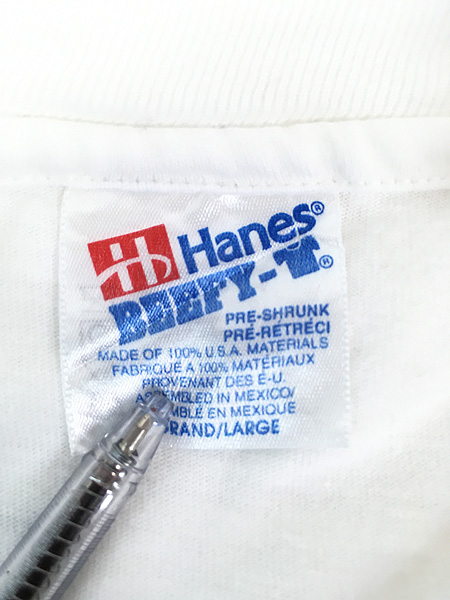 Hanes®
BEEFY-T®
PRE-SHRUNK
PRÉ-RÉTRÉCI
MADE OF 100% U.S.A. MATERIALS
FABRIQUÉ A 100% MATÉRIAUX
PROVENANT DES É-U.
ASSEMBLED IN MEXICO/
EN MEXIQUE
GRAND/LARGE